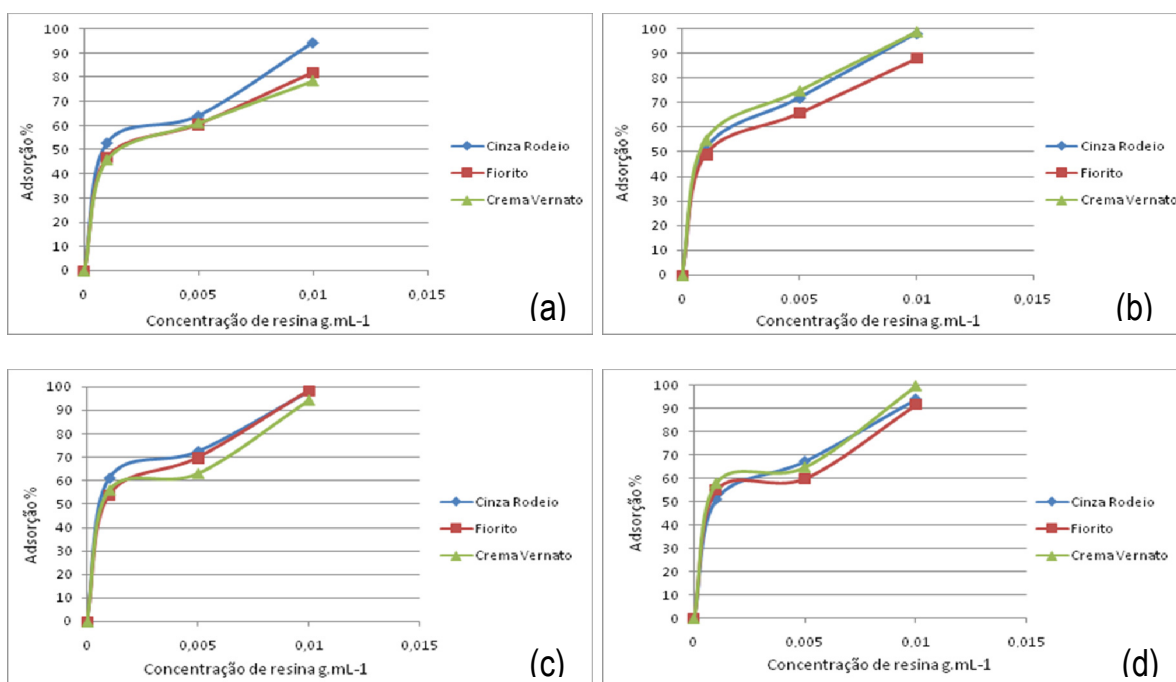 100
90
80
70
60
50
40
30
20
10
0
Adsorção %
0 0,005 0,01 0,015
Concentração de resina g.mL-1
Cinza Rodeio
Fiorito
Crema Vernato
(a)
100
90
80
70
60
50
40
30
20
10
0
Adsorção %
0 0,005 0,01 0,015
Concentração de resina g.mL-1
Cinza Rodeio
Fiorito
Crema Vernato
(b)
100
90
80
70
60
50
40
30
20
10
0
Adsorção %
0 0,005 0,01 0,015
Concentração de resina g.mL-1
Cinza Rodeio
Fiorito
Crema Vernato
(c)
100
90
80
70
60
50
40
30
20
10
0
Adsorção %
0 0,005 0,01 0,015
Concentração de resina g.mL-1
Cinza Rodeio
Fiorito
Crema Vernato
(d)